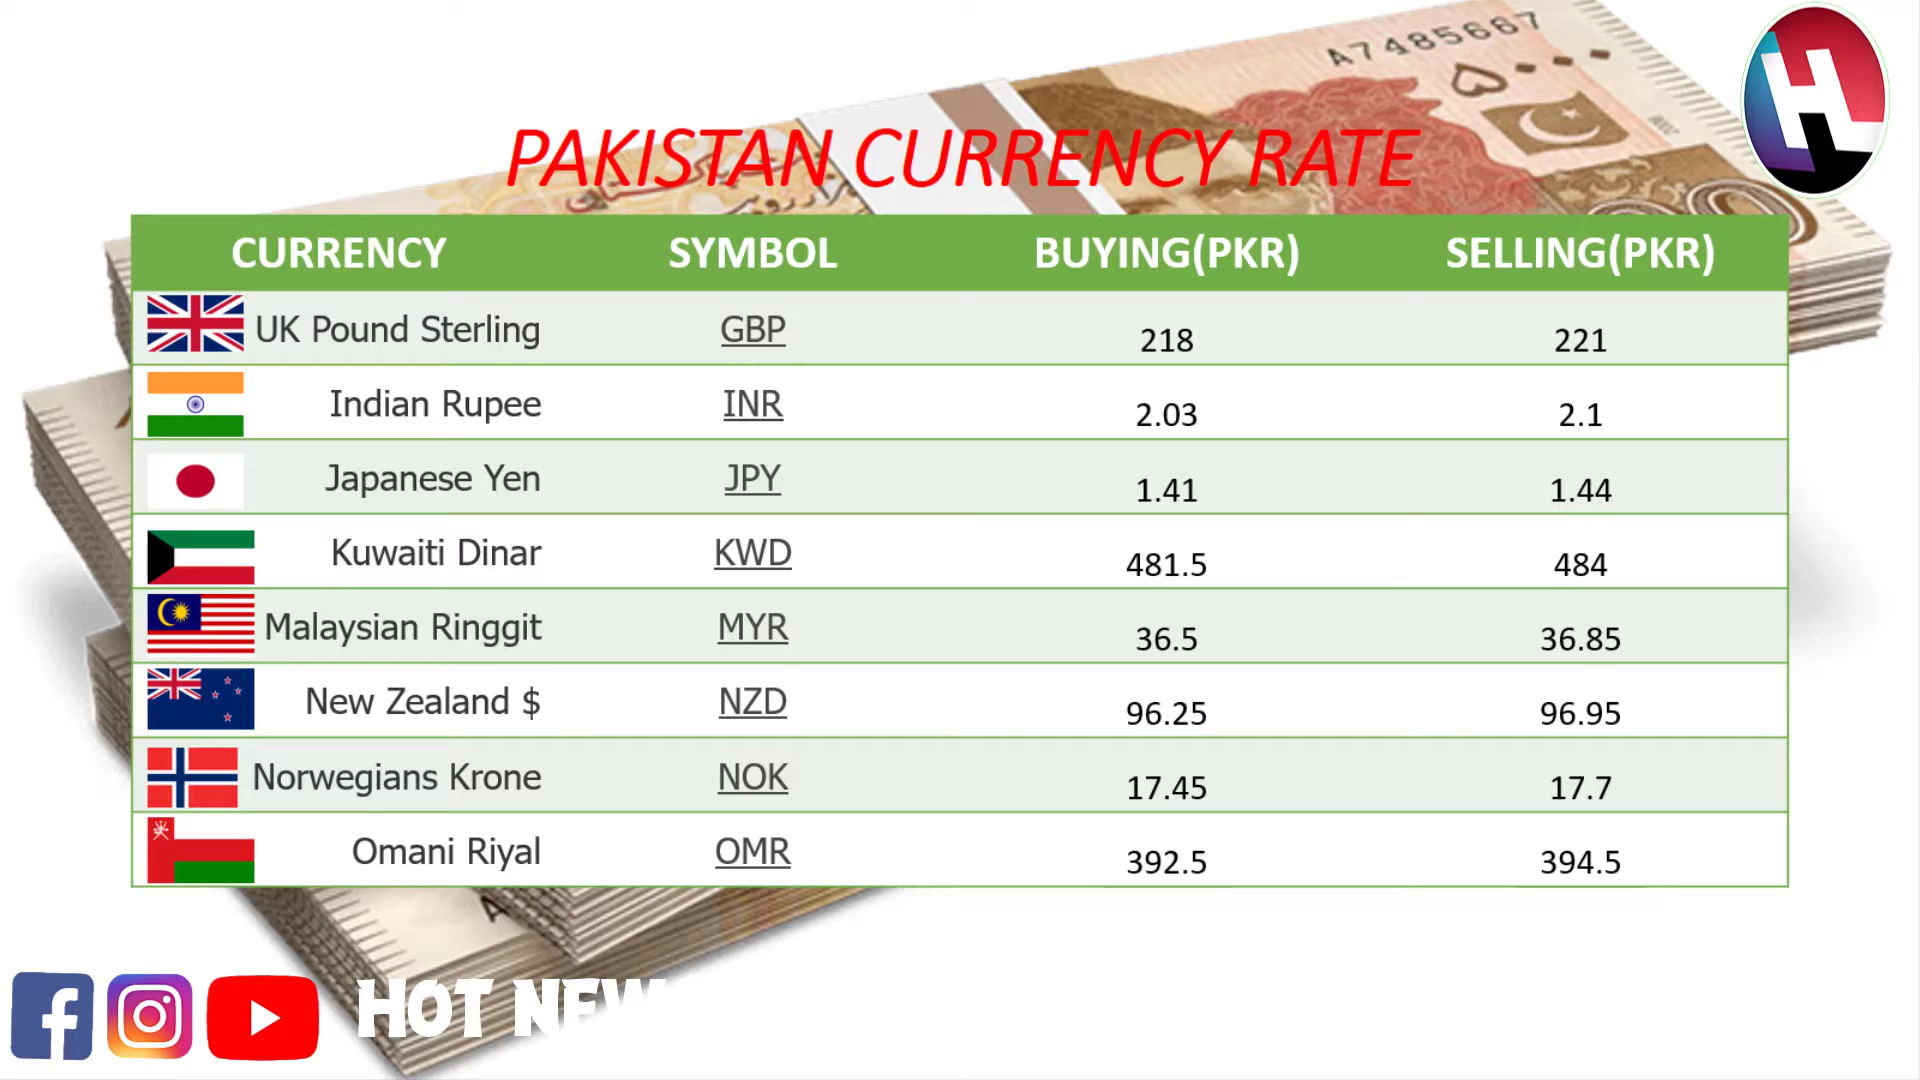 A7485667
PAKISTAN CURRENCY RATE
CURRENCY SYMBOL BUYING(PKR) SELLING(PKR)
UK Pound Sterling GBP 218 221
Indian Rupee INR 2.03 2.1
Japanese Yen JPY 1.41 1.44
Kuwaiti Dinar KWD 481.5 484
Malaysian Ringgit MYR 36.5 36.85
New Zealand $ NZD 96.25 96.95
Norwegians Krone NOK 17.45 17.7
Omani Riyal OMR 392.5 394.5
HOT NEW